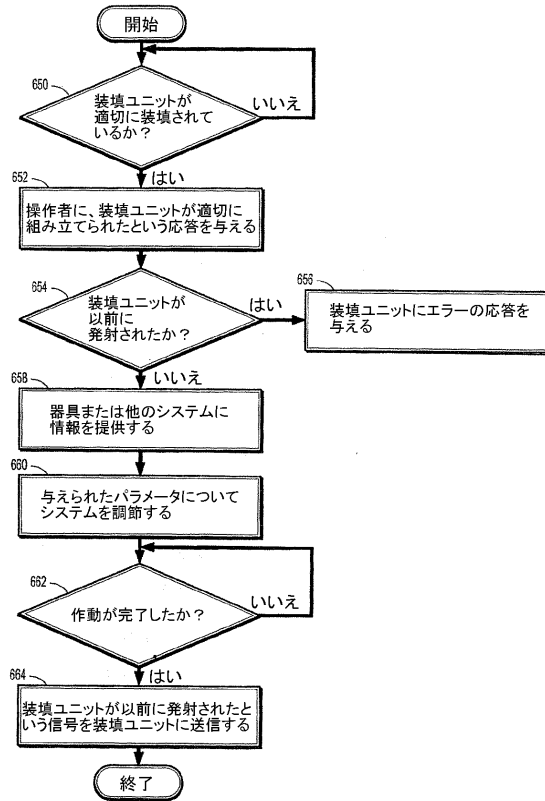 開始
650
装填ユニットが
適切に装填されて
いるか?
いいえ
はい
652
操作者に、装填ユニットが適切に
組み立てられたという応答を与える
654
装填ユニットが
以前に
発射されたか?
はい
656
装填ユニットにエラーの応答を
与える
いいえ
658
器具または他のシステムに
情報を提供する
660
与えられたパラメータについて
システムを調節する
662
作動が完了したか?
いいえ
はい
664
装填ユニットが以前に発射されたと
いう信号を装填ユニットに送信する
終了